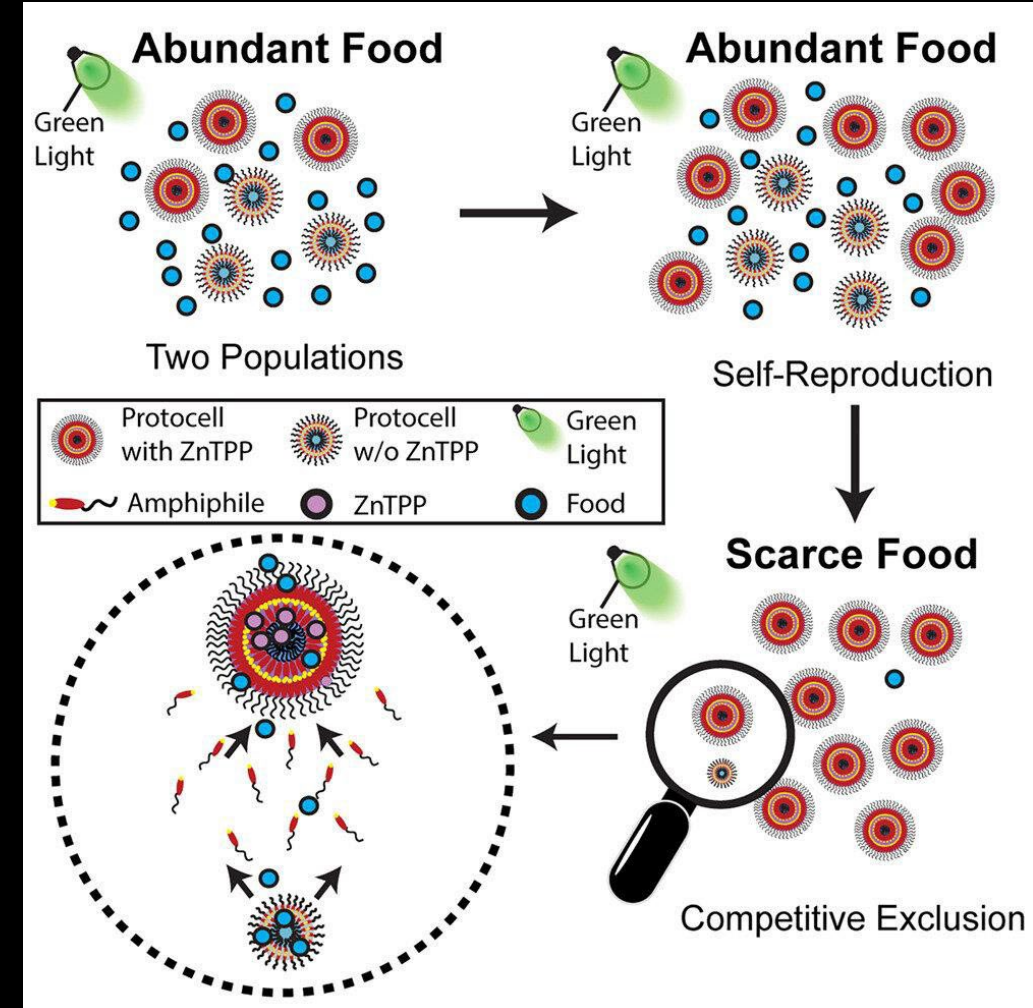 Abundant Food
Green
Light
Two Populations
Abundant Food
Green
Light
Self-Reproduction
Protocell
with ZnTPP
Protocell
w/o ZnTPP
Green
Light
Amphiphile
ZnTPP
Food
Scarce Food
Green
Light
Competitive Exclusion